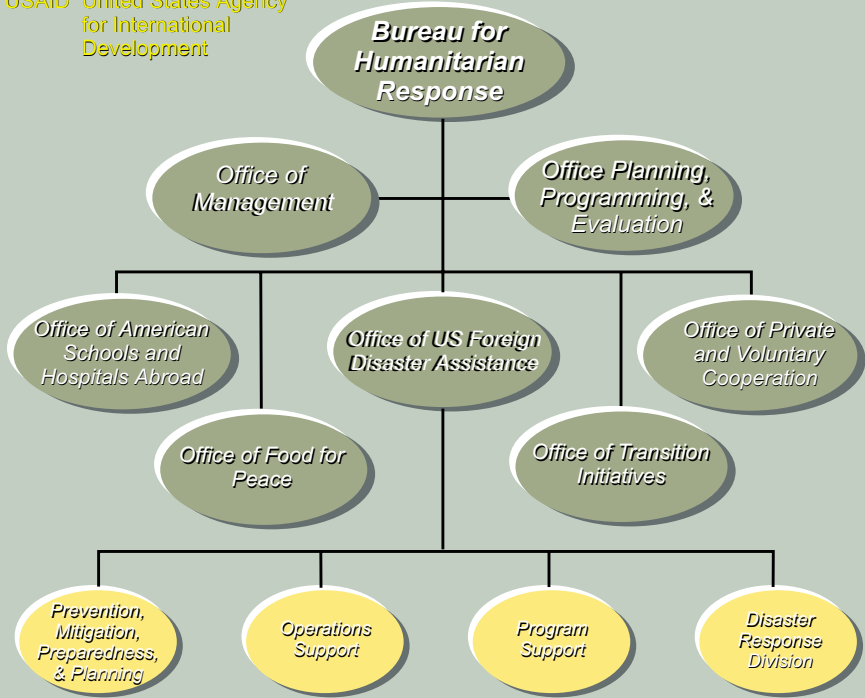 USAID United States Agency
for International
Development
Bureau for
Humanitarian
Response
Office of
Management
Office Planning,
Programming, &
Evaluation
Office of American
Schools and
Hospitals Abroad
Office of US Foreign
Disaster Assistance
Office of Private
and Voluntary
Cooperation
Office of Food for
Peace
Office of Transition
Initiatives
Prevention,
Mitigation,
Preparedness,
& Planning
Operations
Support
Program
Support
Disaster
Response
Division